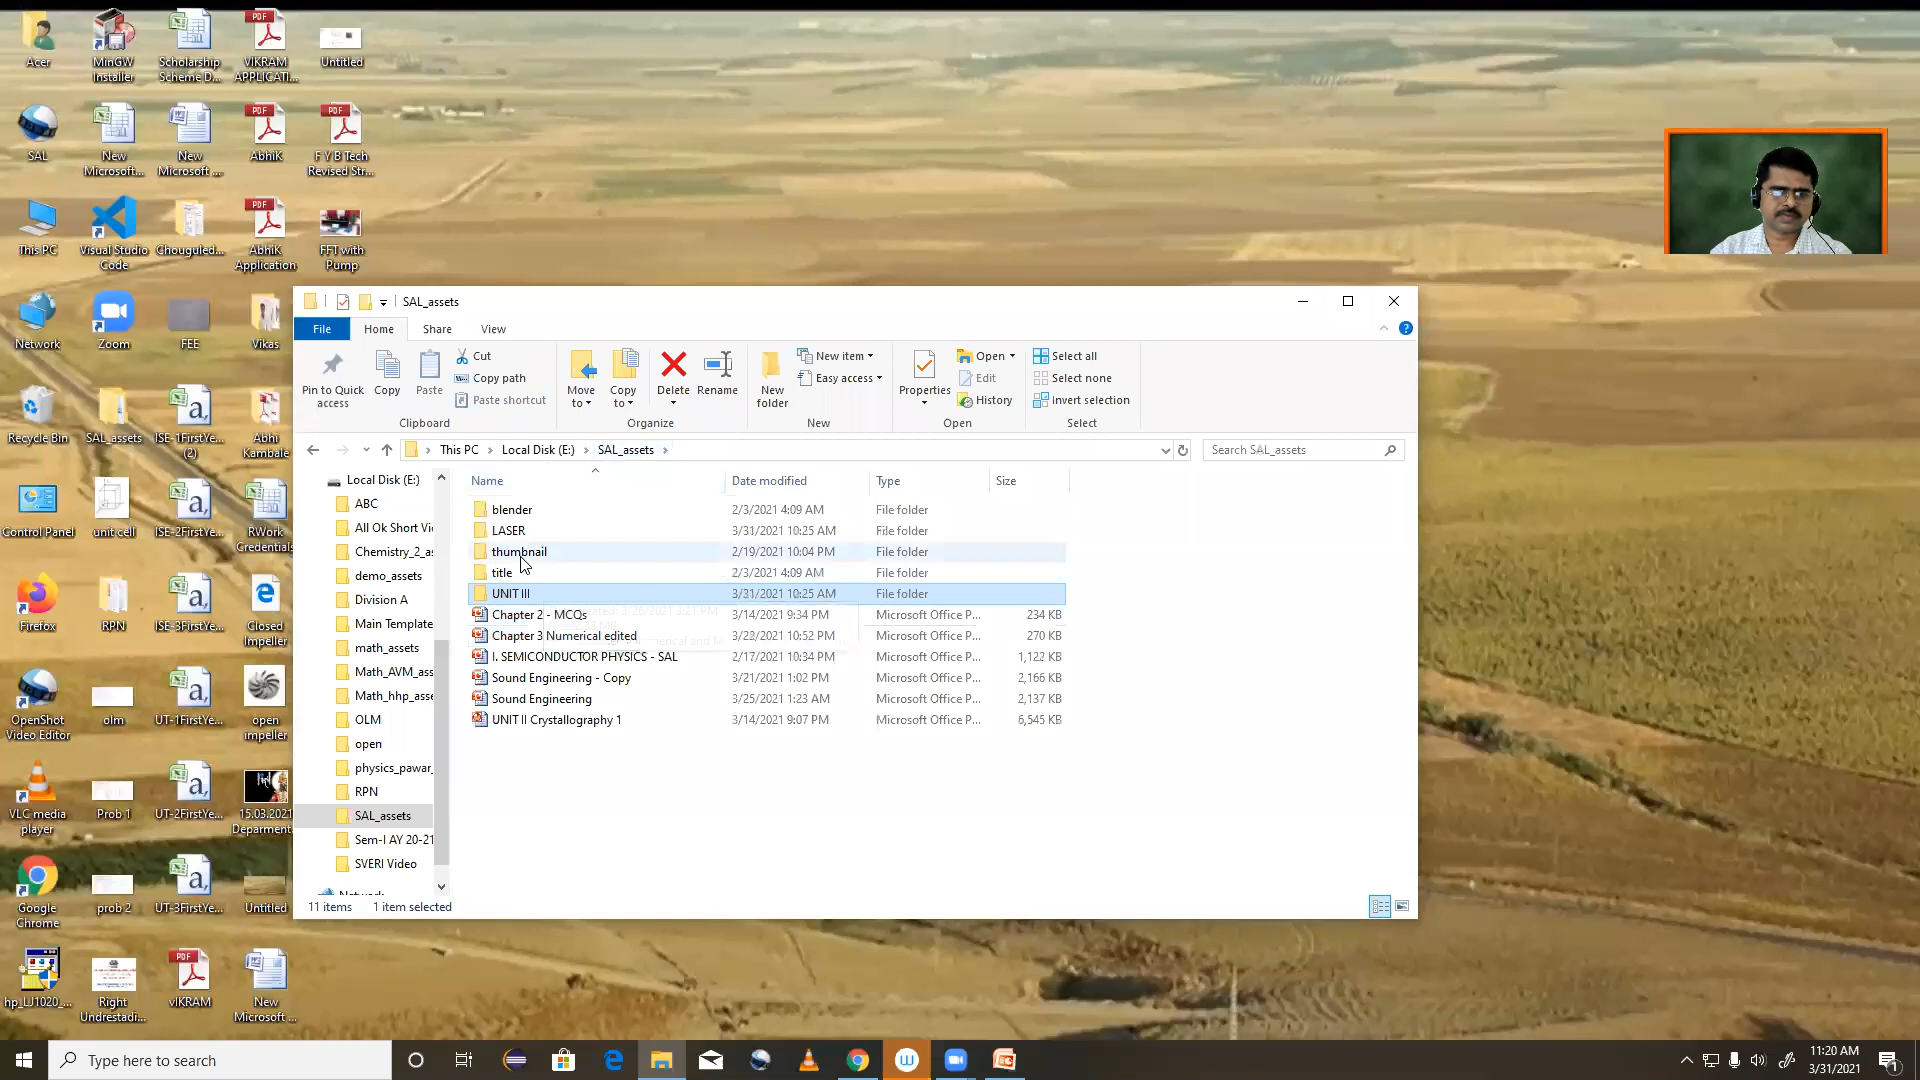 Acer
MinGW Installer
Scholarship Scheme D...
VIKRAM APPLICATI...
Untitled
SAL
New Microsoft...
New Microsoft ...
AbhiK
F Y B Tech Revised Str...
This PC
Visual Studio Code
Chouguled...
AbhiK Application
FFT with Pump
Network
Zoom
FEE
Vikas
Recycle Bin
SAL_assets
ISE-1FirstYe... (2)
Abhi Kambale
Control Panel
unit cell
ISE-2FirstYe...
RWork Credentials
Firefox
RPN
ISE-3FirstYe...
Closed Impeller
OpenShot Video Editor
olm
UT-1FirstYe...
open impeller
VLC media player
Prob 1
UT-2FirstYe...
15.03.2021 Deparment
Google Chrome
prob 2
UT-3FirstYe...
Untitled
hp_LJ1020_...
Right Undrestadi...
vIKRAM
New Microsoft ...
SAL_assets
File Home Share View
Pin to Quick access
Copy
Paste
Cut
Copy path
Paste shortcut
Clipboard
Move to
Copy to
Delete
Rename
Organize
New folder
New item
Easy access
New
Properties
Open
Edit
History
Open
Select all
Select none
Invert selection
Select
This PC > Local Disk (E:) > SAL_assets >
Search SAL_assets
Local Disk (E:)
ABC
All Ok Short Vi
Chemistry_2_a
demo_assets
Division A
Main Template
math_assets
Math_AVM_ass
Math_hhp_asse
OLM
open
physics_pawar_
RPN
SAL_assets
Sem-I AY 20-21
SVERI Video
Network
Name Date modified Type Size
blender 2/3/2021 4:09 AM File folder
LASER 3/31/2021 10:25 AM File folder
thumbnail 2/19/2021 10:04 PM File folder
title 2/3/2021 4:09 AM File folder
UNIT III 3/31/2021 10:25 AM File folder
Chapter 2 - MCQs 3/14/2021 9:34 PM Microsoft Office P... 234 KB
Chapter 3 Numerical edited 3/28/2021 10:52 PM Microsoft Office P... 270 KB
I. SEMICONDUCTOR PHYSICS - SAL 2/17/2021 10:34 PM Microsoft Office P... 1,122 KB
Sound Engineering - Copy 3/21/2021 1:02 PM Microsoft Office P... 2,166 KB
Sound Engineering 3/25/2021 1:23 AM Microsoft Office P... 2,137 KB
UNIT II Crystallography 1 3/14/2021 9:07 PM Microsoft Office P... 6,545 KB
11 items 1 item selected
Type here to search
11:20 AM
3/31/2021